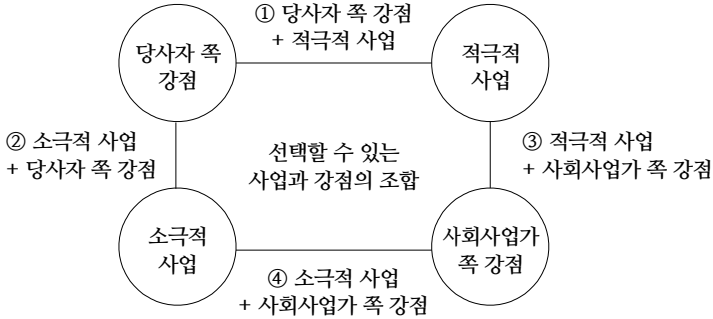 ① 당사자 쪽 강점
+ 적극적 사업
당사자 쪽
강점
적극적
사업
② 소극적 사업
+ 당사자 쪽 강점
선택할 수 있는
사업과 강점의 조합
③ 적극적 사업
+ 사회사업가 쪽 강점
소극적
사업
사회사업가
쪽 강점
④ 소극적 사업
+ 사회사업가 쪽 강점